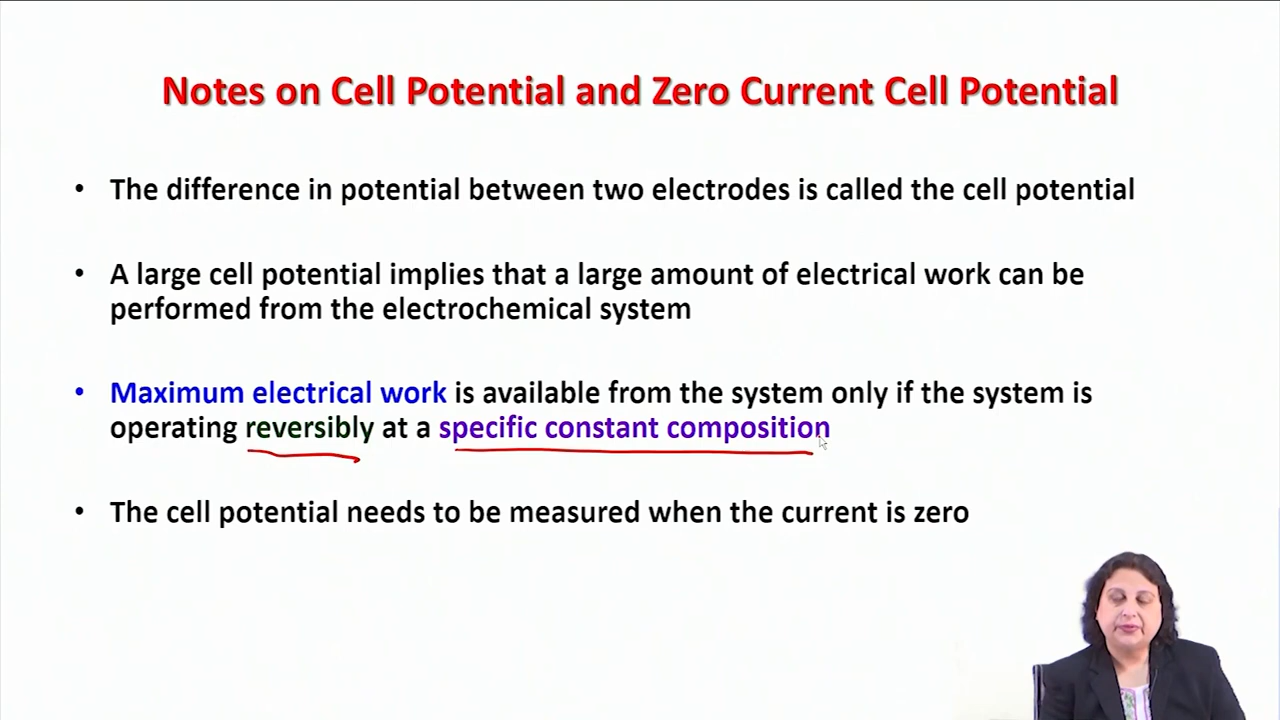 Notes on Cell Potential and Zero Current Cell Potential
• The difference in potential between two electrodes is called the cell potential
• A large cell potential implies that a large amount of electrical work can be
performed from the electrochemical system
• Maximum electrical work is available from the system only if the system is
operating reversibly at a specific constant composition
• The cell potential needs to be measured when the current is zero